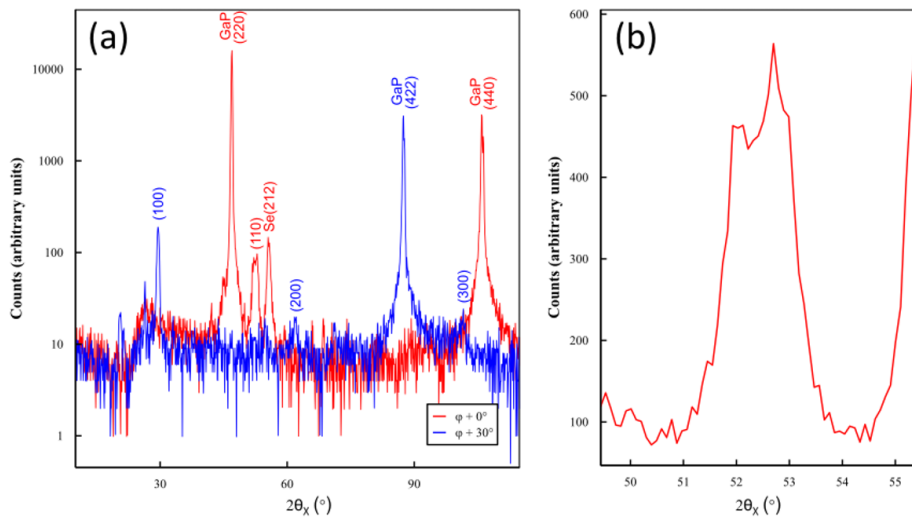 (a)
Counts (arbitrary units)
10000
1000
100
10
1
(100)
GaP
(220)
(110)
Se(212)
(200)
GaP
(422)
(300)
GaP
(440)
φ + 0°
φ + 30°
30
60
90
2θX (°)
(b)
Counts (arbitrary units)
600
500
400
300
200
100
50
51
52
53
54
55
2θX (°)